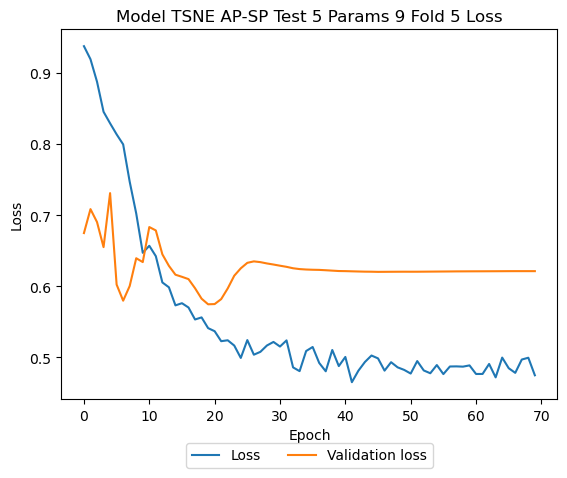 Model TSNE AP-SP Test 5 Params 9 Fold 5 Loss
0.9
0.8
0.7
0.6
0.5
Loss
0 10 20 30 40 50 60 70
Epoch
Loss Validation loss